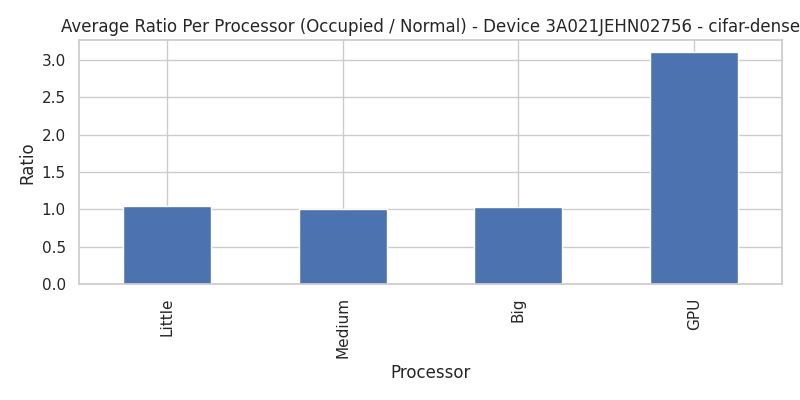 Average Ratio Per Processor (Occupied / Normal) - Device 3A021JEHN02756 - cifar-dense
3.0
2.5
2.0
1.5
1.0
0.5
0.0
Ratio
Little
Medium
Big
GPU
Processor